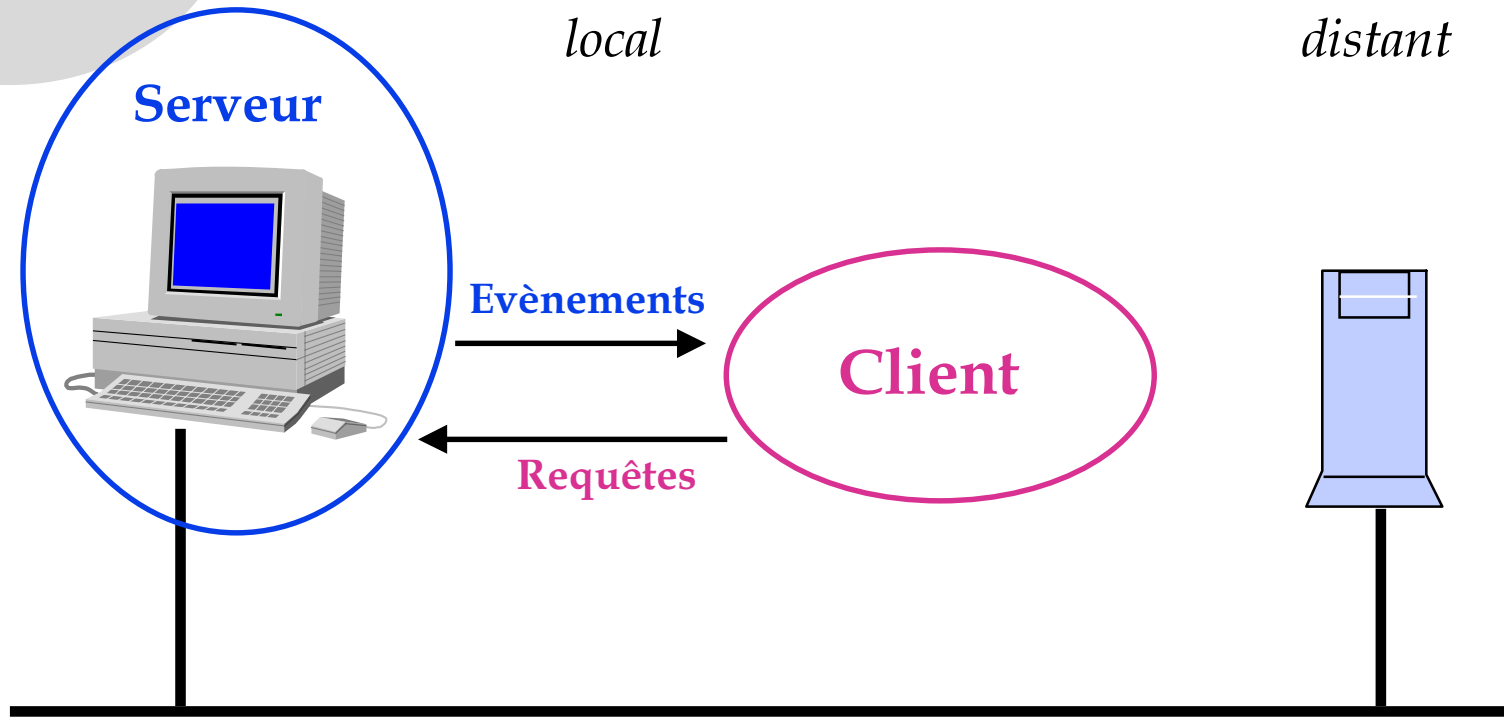 local
distant
Serveur
Evènements
Client
Requêtes